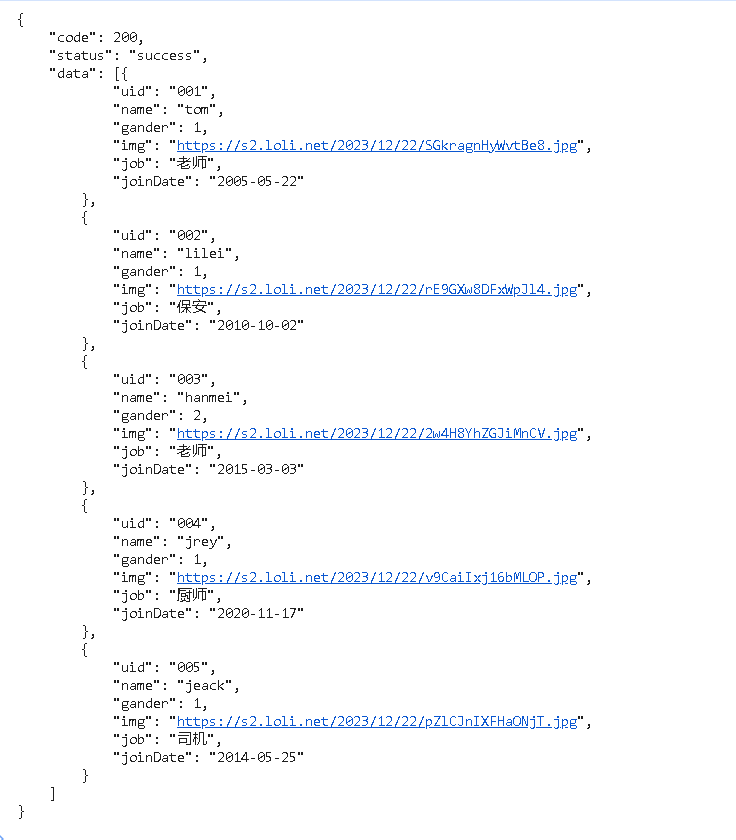 {
    "code": 200,
    "status": "success",
    "data": [{
            "uid": "001",
            "name": "tom",
            "gander": 1,
            "img": "https://s2.loli.net/2023/12/22/SGkragnHyWvtBe8.jpg",
            "job": "老师",
            "joinDate": "2005-05-22"
        },
        {
            "uid": "002",
            "name": "lilei",
            "gander": 1,
            "img": "https://s2.loli.net/2023/12/22/rE9GXw8DFxWpJl4.jpg",
            "job": "保安",
            "joinDate": "2010-10-02"
        },
        {
            "uid": "003",
            "name": "hanmei",
            "gander": 2,
            "img": "https://s2.loli.net/2023/12/22/2w4H8YhZGJiMnCV.jpg",
            "job": "老师",
            "joinDate": "2015-03-03"
        },
        {
            "uid": "004",
            "name": "jrey",
            "gander": 1,
            "img": "https://s2.loli.net/2023/12/22/v9CaiIxj16bMLOP.jpg",
            "job": "厨师",
            "joinDate": "2020-11-17"
        },
        {
            "uid": "005",
            "name": "jeack",
            "gander": 1,
            "img": "https://s2.loli.net/2023/12/22/pZlCJnIXFHaONjT.jpg",
            "job": "司机",
            "joinDate": "2014-05-25"
        }
    ]
}